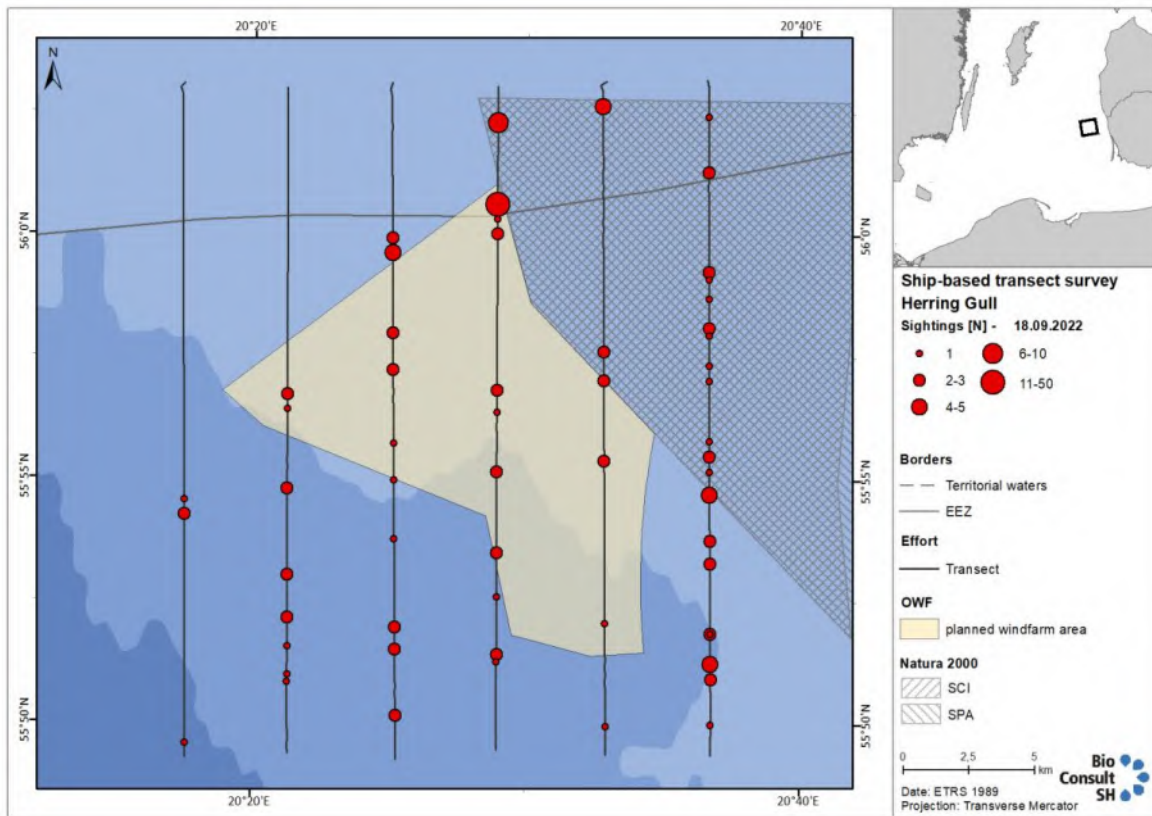 20°20'E
20°40'E
N
56°0'N
56°0'N
55°55'N
55°55'N
55°50'N
55°50'N
20°20'E
20°40'E
Ship-based transect survey
Herring Gull
Sightings [N] - 18.09.2022
1
6-10
2-3
11-50
4-5
Borders
Territorial waters
EEZ
Effort
Transect
OWF
planned windfarm area
Natura 2000
SCI
SPA
0 2,5 5
km
Date: ETRS 1989
Projection: Transverse Mercator
Bio
Consult
SH